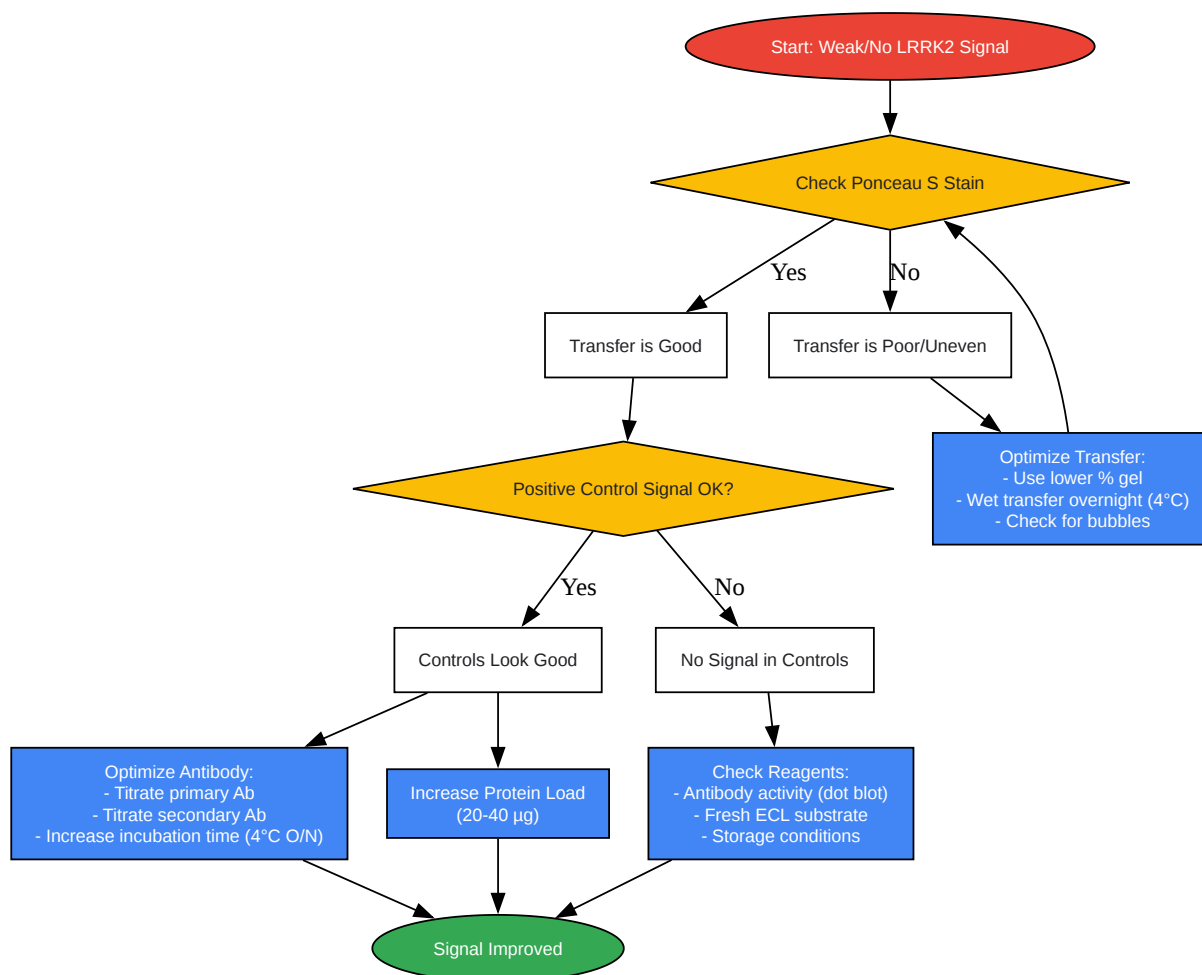 Start: Weak/No LRRK2 Signal
Check Ponceau S Stain
Yes
No
Transfer is Good
Transfer is Poor/Uneven
Optimize Transfer:
- Use lower % gel
- Wet transfer overnight (4°C)
- Check for bubbles
Positive Control Signal OK?
Yes
No
Controls Look Good
No Signal in Controls
Optimize Antibody:
- Titrate primary Ab
- Titrate secondary Ab
- Increase incubation time (4°C O/N)
Increase Protein Load
(20-40 µg)
Check Reagents:
- Antibody activity (dot blot)
- Fresh ECL substrate
- Storage conditions
Signal Improved